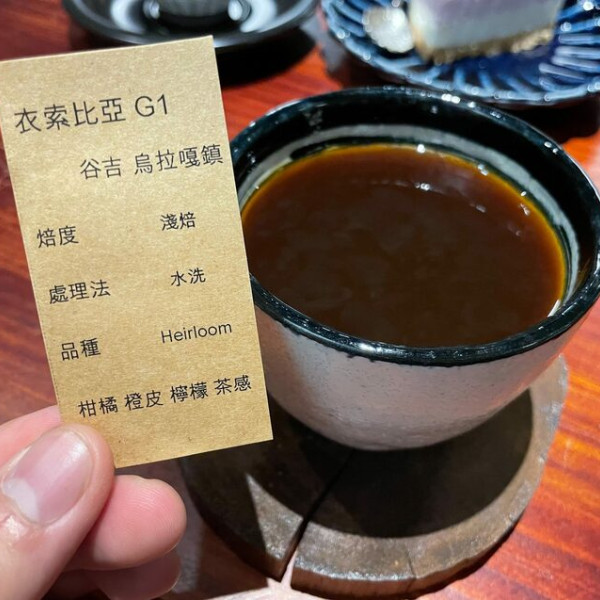 衣索比亞 G1
谷吉 烏拉嘎鎮
焙度 淺焙
處理法 水洗
品種 Heirloom
柑橘 橙皮 檸檬 茶感